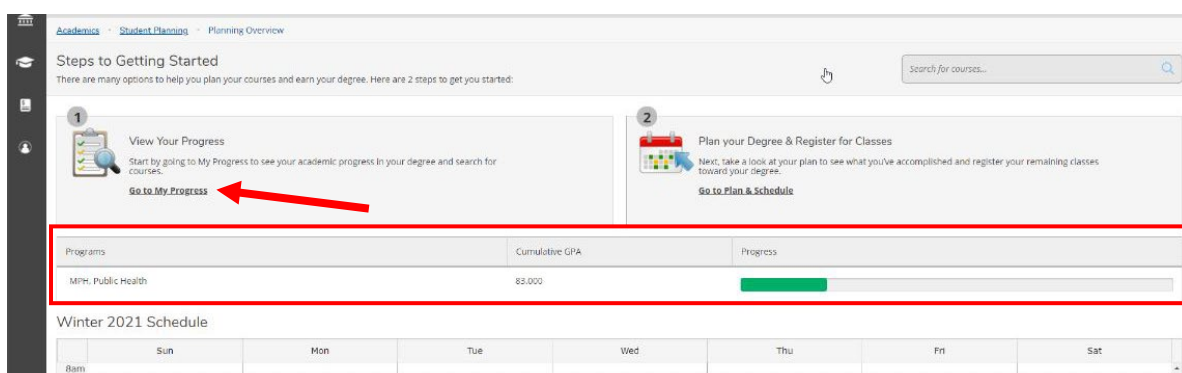 Academics · Student Planning · Planning Overview
Steps to Getting Started
There are many options to help you plan your courses and earn your degree. Here are 2 steps to get you started:
Search for courses...
1
View Your Progress
Start by going to My Progress to see your academic progress in your degree and search for
courses.
Go to My Progress
2
Plan your Degree & Register for Classes
Next, take a look at your plan to see what you've accomplished and register your remaining classes
toward your degree.
Go to Plan & Schedule
Programs Cumulative GPA Progress
MPH. Public Health 83.000
Winter 2021 Schedule
Sun Mon Tue Wed Thu Fri Sat
8am